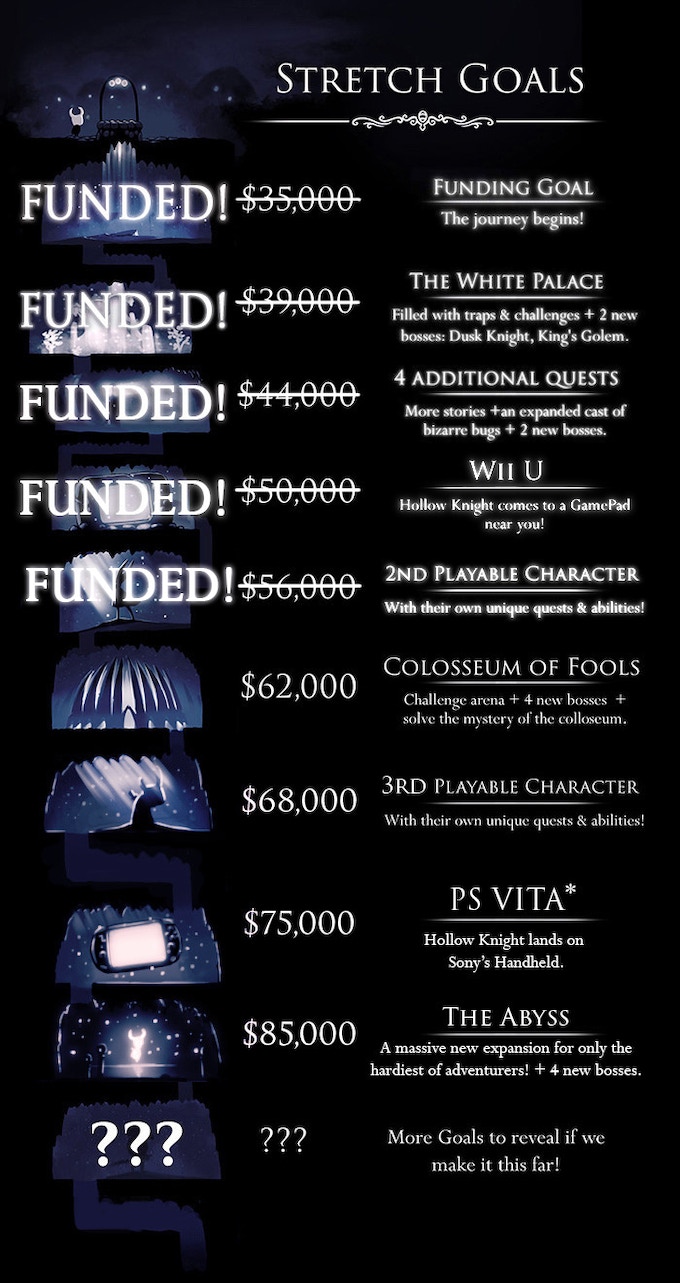 STRETCH GOALS
FUNDED! $35,000
FUNDING GOAL
The journey begins!
FUNDED! $39,000
THE WHITE PALACE
Filled with traps & challenges + 2 new
bosses: Dusk Knight, King's Golem.
FUNDED! $44,000
4 ADDITIONAL QUESTS
More stories +an expanded cast of
bizarre bugs + 2 new bosses.
FUNDED! $50,000
WII U
Hollow Knight comes to a GamePad
near you!
FUNDED! $56,000
2ND PLAYABLE CHARACTER
With their own unique quests & abilities!
$62,000
COLOSSEUM OF FOOLS
Challenge arena + 4 new bosses +
solve the mystery of the colloseum.
$68,000
3RD PLAYABLE CHARACTER
With their own unique quests & abilities!
$75,000
PS VITA*
Hollow Knight lands on
Sony's Handheld.
$85,000
THE ABYSS
A massive new expansion for only the
hardiest of adventurers! + 4 new bosses.
??? ???
More Goals to reveal if we
make it this far!